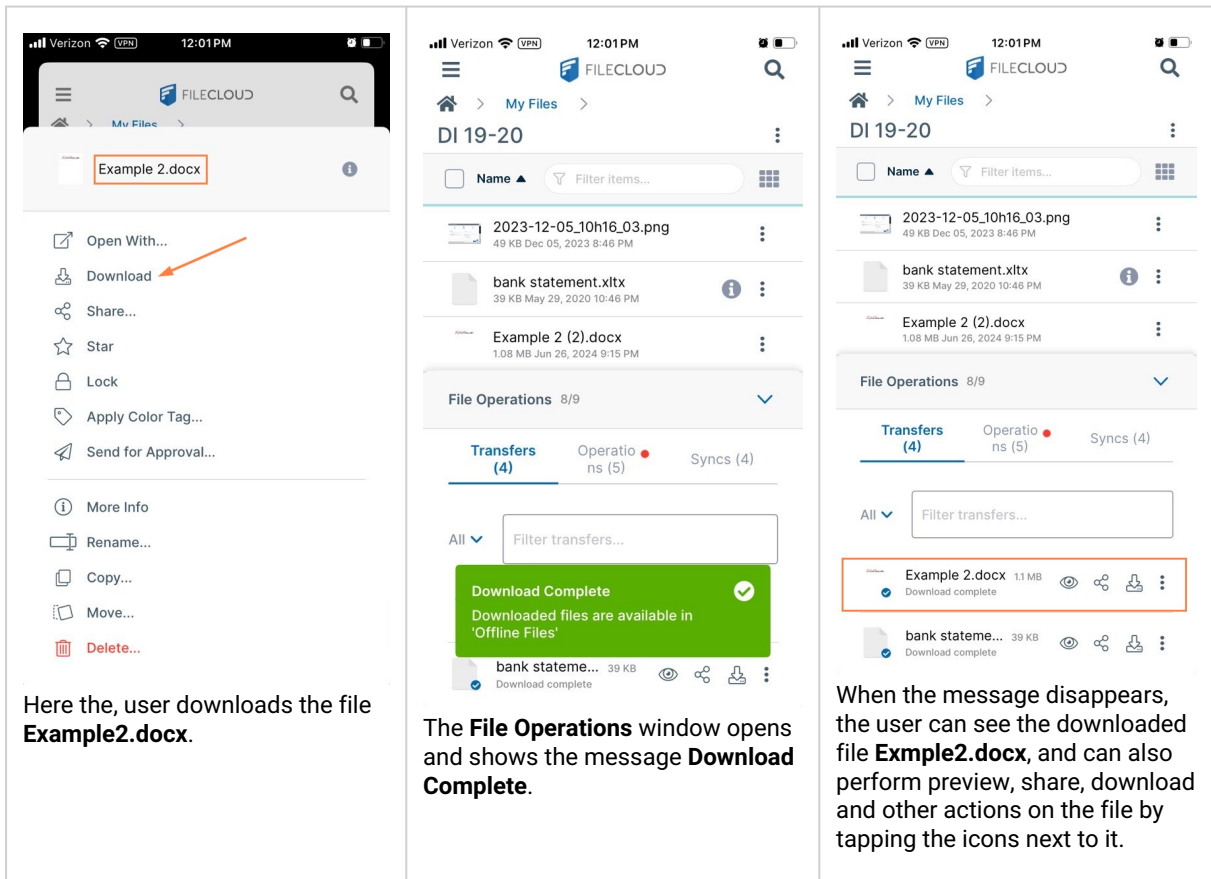 Verizon VPN 12:01 PM
FILECLOUD
My Files
Example 2.docx
Open With...
Download
Share...
Star
Lock
Apply Color Tag...
Send for Approval...
More Info
Rename...
Copy...
Move...
Delete...
Here the, user downloads the file
Example2.docx.
Verizon VPN 12:01 PM
FILECLOUD
> My Files >
DI 19-20
Name ▲ Filter items...
2023-12-05_10h16_03.png
49 KB Dec 05, 2023 8:46 PM
bank statement.xltx
39 KB May 29, 2020 10:46 PM
Example 2 (2).docx
1.08 MB Jun 26, 2024 9:15 PM
File Operations 8/9
Transfers Operatio Syncs (4)
(4) ns (5)
All Filter transfers...
Download Complete
Downloaded files are available in
'Offline Files'
bank stateme... 39 KB
Download complete
The File Operations window opens
and shows the message Download
Complete.
Verizon VPN 12:01 PM
FILECLOUD
> My Files >
DI 19-20
Name ▲ Filter items...
2023-12-05_10h16_03.png
49 KB Dec 05, 2023 8:46 PM
bank statement.xltx
39 KB May 29, 2020 10:46 PM
Example 2 (2).docx
1.08 MB Jun 26, 2024 9:15 PM
File Operations 8/9
Transfers Operatio Syncs (4)
(4) ns (5)
All Filter transfers...
Example 2.docx 1.1 MB
Download complete
bank stateme... 39 KB
Download complete
When the message disappears,
the user can see the downloaded
file Exmple2.docx, and can also
perform preview, share, download
and other actions on the file by
tapping the icons next to it.